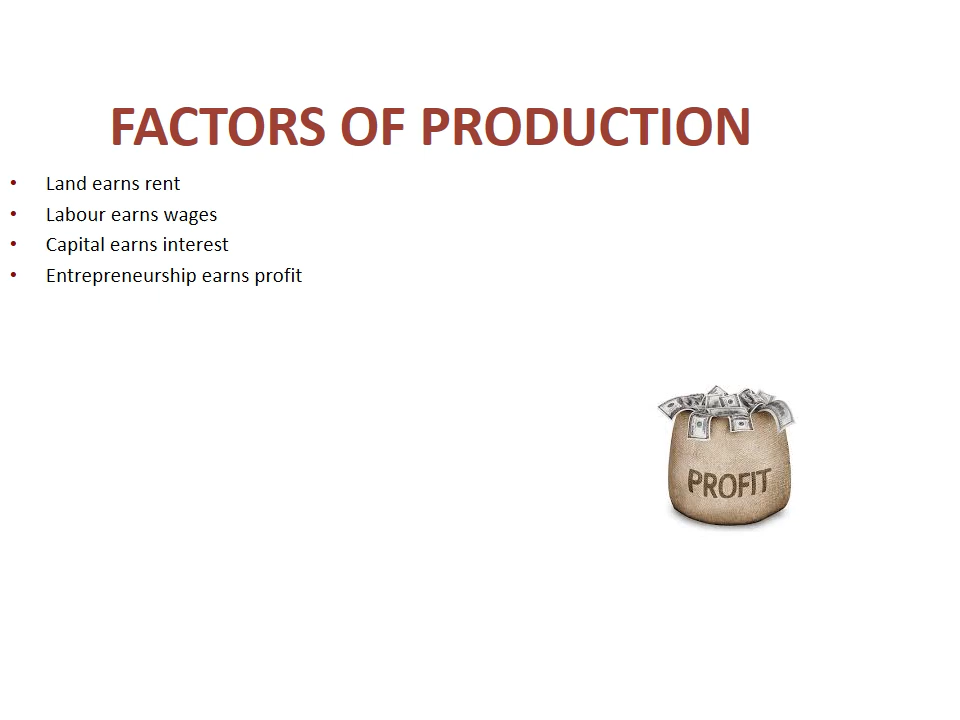 FACTORS OF PRODUCTION
• Land earns rent
• Labour earns wages
• Capital earns interest
• Entrepreneurship earns profit
PROFIT